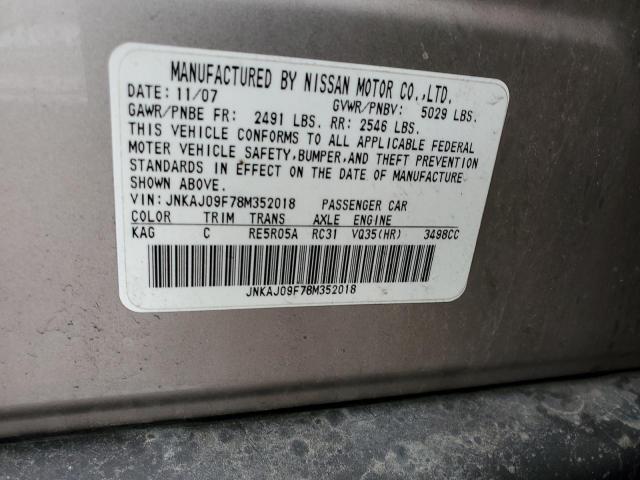 MANUFACTURED BY NISSAN MOTOR CO.,LTD.
DATE: 11/07 GVWR/PNBV: 5029 LBS.
GAWR/PNBE FR: 2491 LBS. RR: 2546 LBS.
THIS VEHICLE CONFORMS TO ALL APPLICABLE FEDERAL
MOTER VEHICLE SAFETY,BUMPER,AND THEFT PREVENTION
STANDARDS IN EFFECT ON THE DATE OF MANUFACTURE
SHOWN ABOVE.
VIN: JNKAJ09F78M352018 PASSENGER CAR
COLOR TRIM TRANS AXLE ENGINE
KAG C RE5R05A RC31 VQ35(HR) 3498CC
JNKAJ09F78M352018